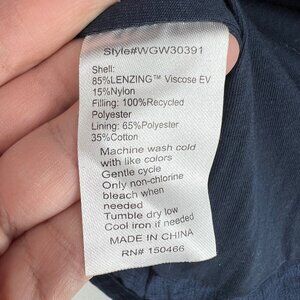 Style#WGW30391
Shell:
85%LENZING™ Viscose EV
15%Nylon
Filling: 100%Recycled
Polyester
Lining: 65%Polyester
35%Cotton
Machine wash cold
with like colors
Gentle cycle
Only non-chlorine
bleach when
needed
Tumble dry low
Cool iron if needed
MADE IN CHINA
RN# 150466